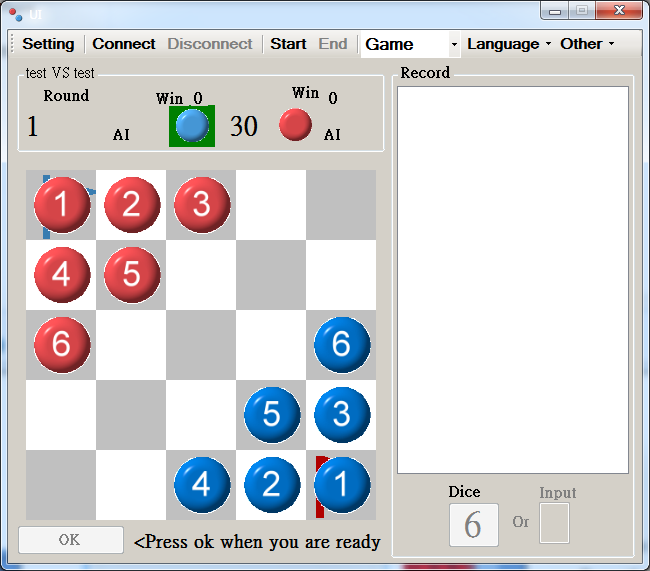 UI
Setting Connect Disconnect Start End Game Language Other
test VS test
Round
Win 0
Win 0
1
AI
30
AI
Record
1 2 3
4 5
6 6
5 3
4 2 1
Dice
Input
6
Or
OK
<Press ok when you are ready